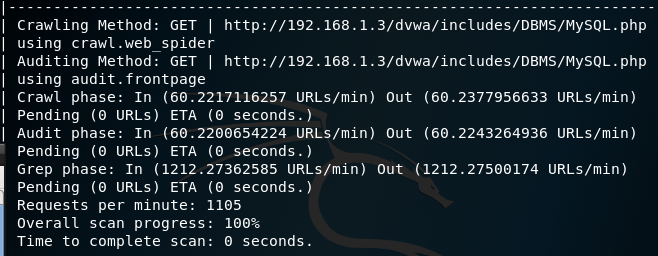 |------------------------------------------------------------------------
| Crawling Method: GET | http://192.168.1.3/dvwa/includes/DBMS/MySQL.php
| using crawl.web_spider
| Auditing Method: GET | http://192.168.1.3/dvwa/includes/DBMS/MySQL.php
| using audit.frontpage
| Crawl phase: In (60.2217116257 URLs/min) Out (60.2377956633 URLs/min)
Pending (0 URLs) ETA (0 seconds.)
| Audit phase: In (60.2200654224 URLs/min) Out (60.2243264936 URLs/min)
Pending (0 URLs) ETA (0 seconds.)
Grep phase: In (1212.27362585 URLs/min) Out (1212.27500174 URLs/min)
Pending (0 URLs) ETA (0 seconds.)
Requests per minute: 1105
Overall scan progress: 100%
Time to complete scan: 0 seconds.